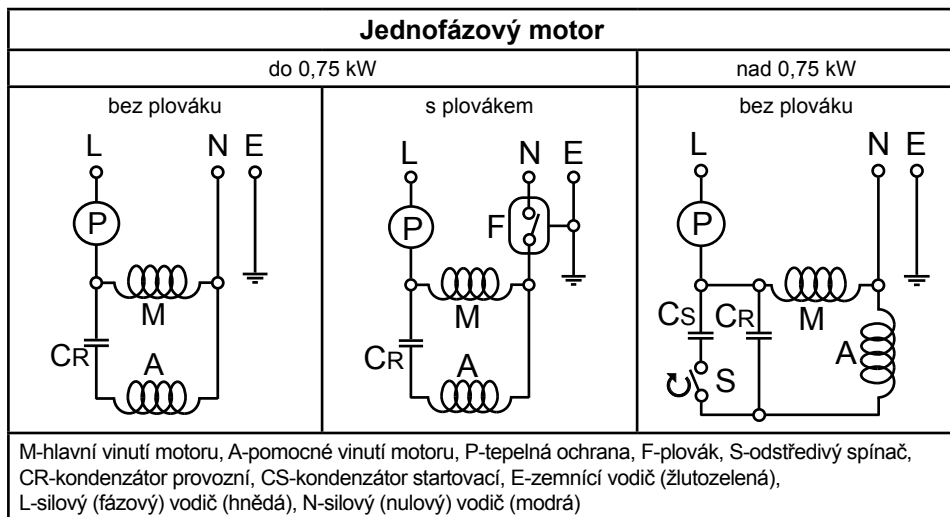 Jednofázový motor
do 0,75 kW
nad 0,75 kW
bez plováku
L N E
P
M
CR
A
s plovákem
L N E
P F
M
CR
A
bez plováku
L N E
P
CS CR M
A
S
M-hlavní vinutí motoru, A-pomocné vinutí motoru, P-tepelná ochrana, F-plovák, S-odstředivý spínač,
CR-kondenzátor provozní, CS-kondenzátor startovací, E-zemnící vodič (žlutozelená),
L-silový (fázový) vodič (hnědá), N-silový (nulový) vodič (modrá)